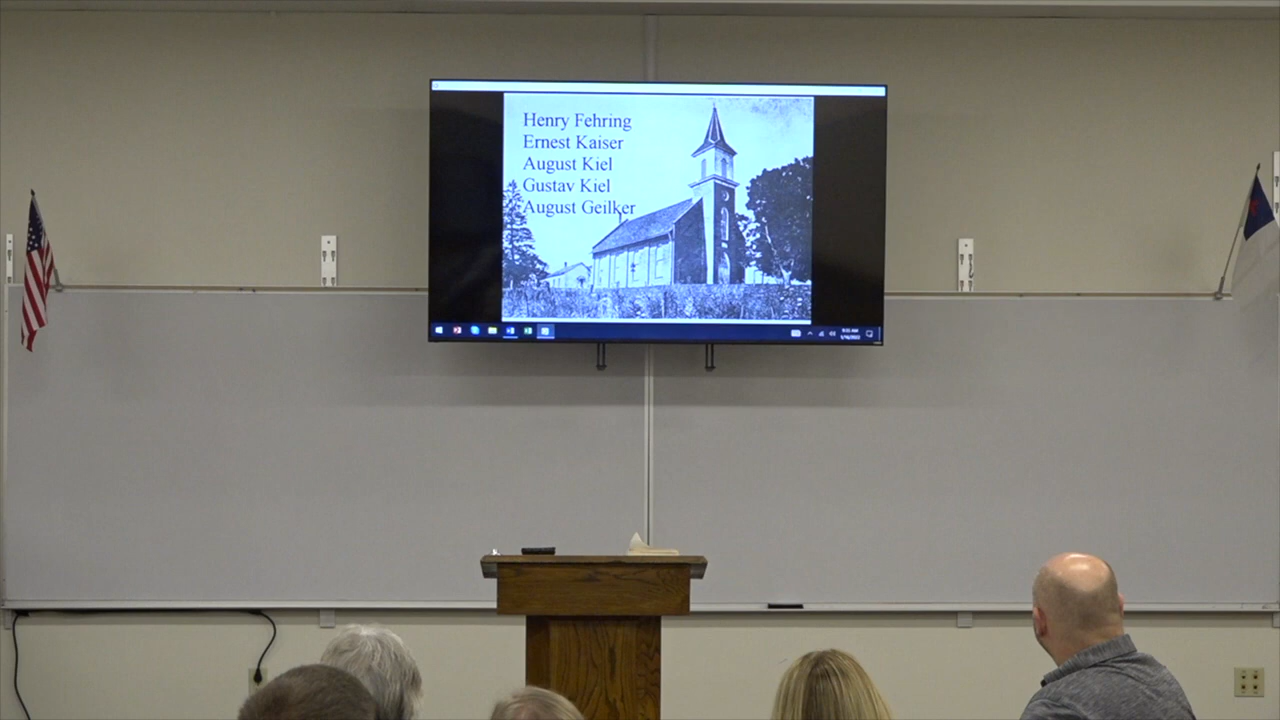 Henry Fehring
Ernest Kaiser
August Kiel
Gustav Kiel
August Geilker